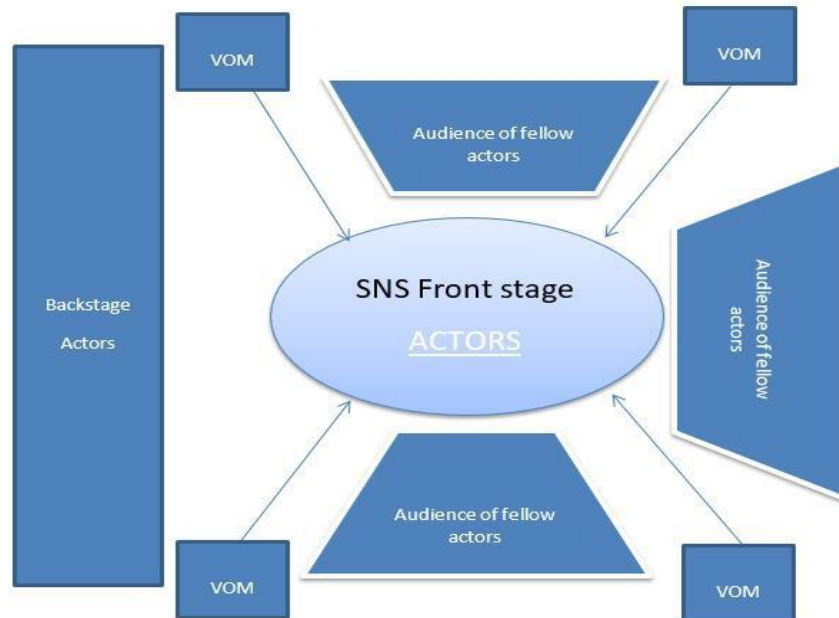 VOM
VOM
Audience of fellow
actors
Backstage
Actors
SNS Front stage
ACTORS
Audience of fellow
actors
Audience of fellow
actors
VOM
VOM